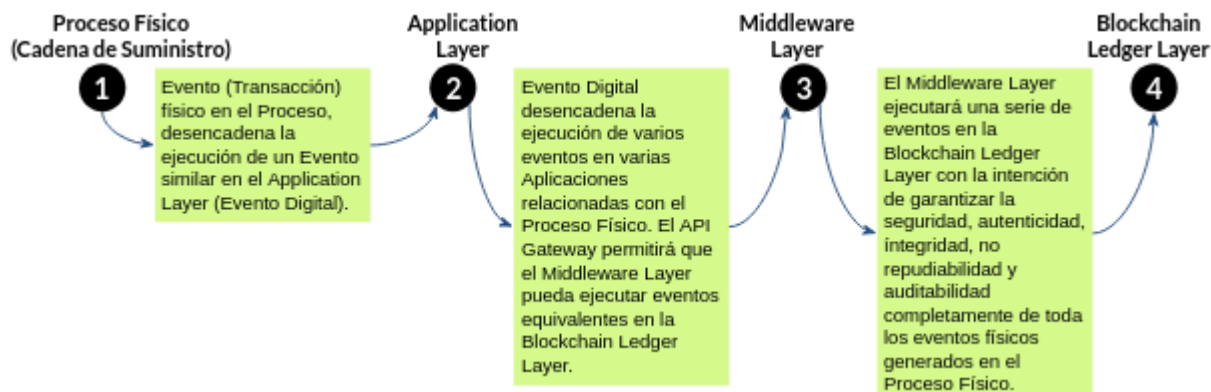 Proceso Físico
(Cadena de Suministro)
1
Evento (Transacción)
físico en el Proceso,
desencadena la
ejecución de un Evento
similar en el Application
Layer (Evento Digital).
Application
Layer
2
Evento Digital
desencadena la
ejecución de varios
eventos en varias
Aplicaciones
relacionadas con el
Proceso Físico. El API
Gateway permitirá que
el Middleware Layer
pueda ejecutar eventos
equivalentes en la
Blockchain Ledger
Layer.
Middleware
Layer
3
El Middleware Layer
ejecutará una serie de
eventos en la
Blockchain Ledger
Layer con la intención
de garantizar la
seguridad, autenticidad,
integridad, no
repudiabilidad y
auditabilidad
completamente de toda
los eventos físicos
generados en el
Proceso Físico.
Blockchain
Ledger Layer
4